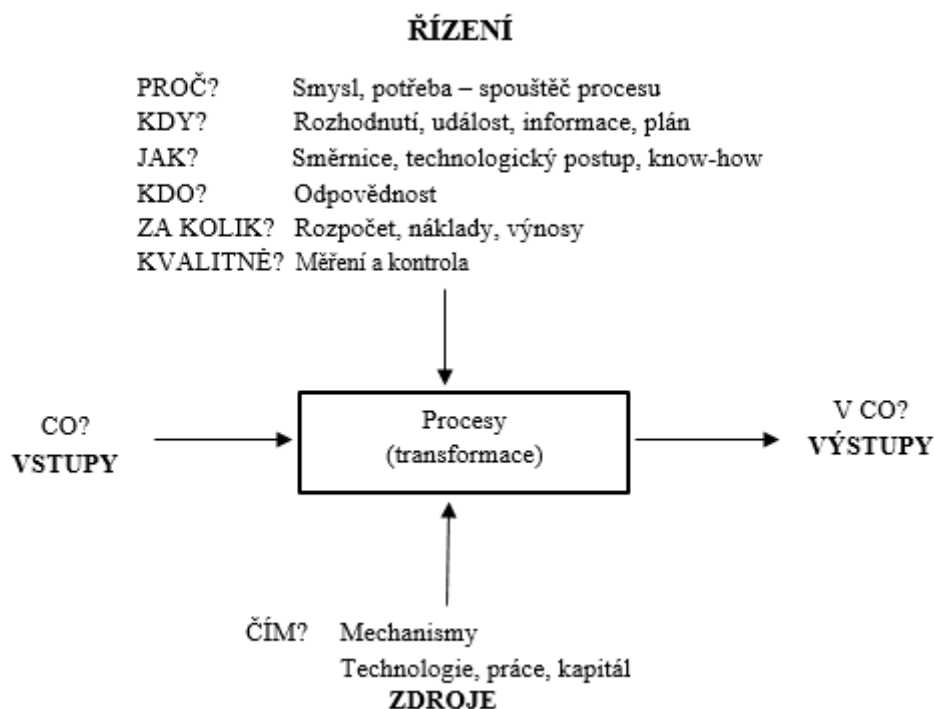 ŘÍZENÍ
PROČ? Smysl, potřeba – spouštěč procesu
KDY? Rozhodnutí, událost, informace, plán
JAK? Směrnice, technologický postup, know-how
KDO? Odpovědnost
ZA KOLIK? Rozpočet, náklady, výnosy
KVALITNĚ? Měření a kontrola
CO?
VSTUPY
Procesy
(transformace)
V CO?
VÝSTUPY
ČÍM? Mechanismy
Technologie, práce, kapitál
ZDROJE